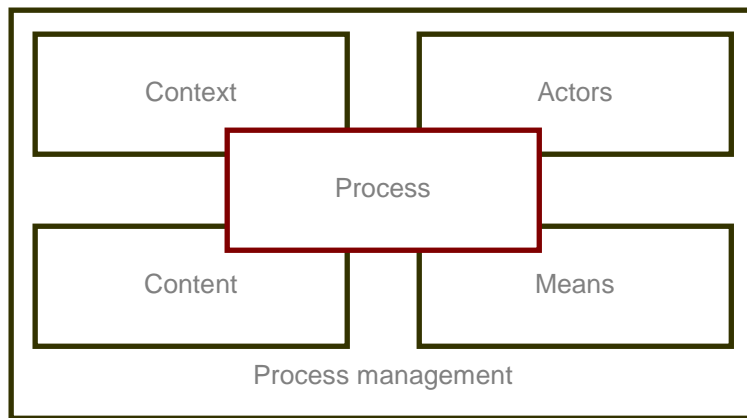 Context
Actors
Process
Content
Means
Process management